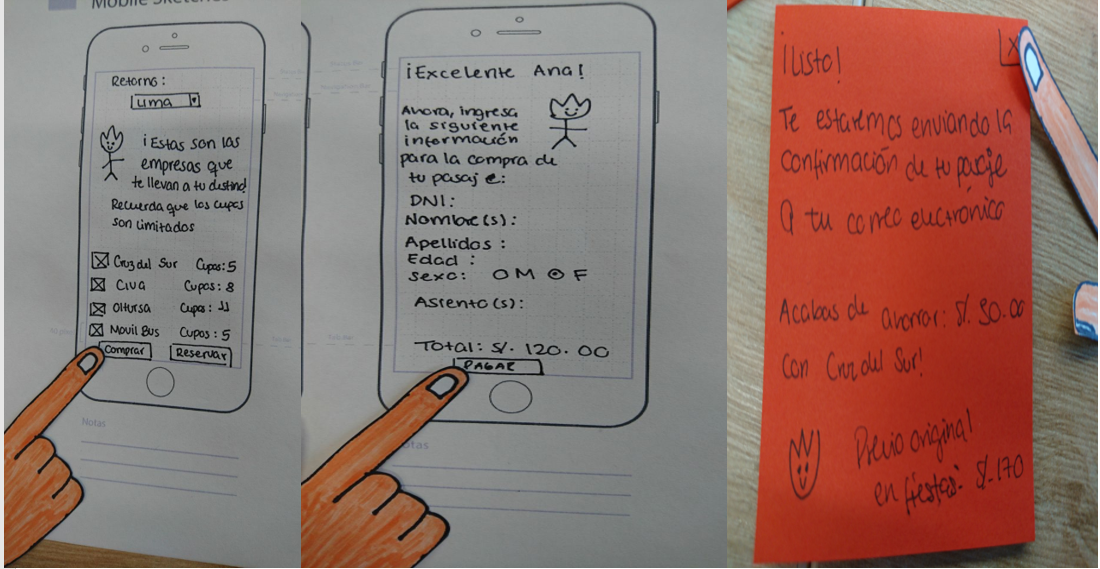 Mobile Sketches
Retorno:
Lima
¡Estas son las
empresas que
te llevan a tu destino!
Recuerda que los cupos
son limitados
Cruz del Sur Cupos: 5
Civa Cupos: 8
Oltursa Cupos: 11
Movil Bus Cupos: 5
Comprar Reservar
Notas
¡Excelente Ana!
Ahora, ingresa
la siguiente
información
para la compra de
tu pasaje:
DNI:
Nombre(s):
Apellidos:
Edad:
Sexo: M F
Asiento(s):
Total: S/. 120.00
PAGAR
Notas
¡Listo!
X
Te estaremos enviando la
confirmación de tu pasaje
a tu correo electrónico
Acabas de ahorrar: S/. 50.00
con Cruz del Sur!
Precio original
en fiestas: S/. 170